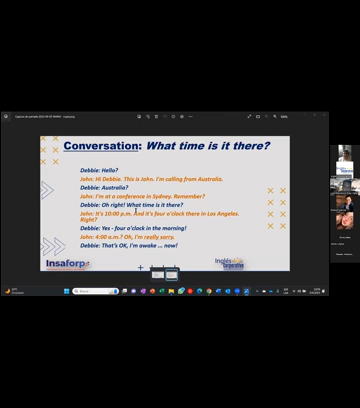 Conversation: What time is it there?
Debbie: Hello?
John: Hi Debbie. This is John. I'm calling from Australia.
Debbie: Australia?
John: I'm at a conference in Sydney. Remember?
Debbie: Oh right! What time is it there?
John: It's 10:00 p.m. And it's four o'clock there in Los Angeles.
Right?
Debbie: Yes - four o'clock in the morning!
John: 4:00 a.m.? Oh, I'm really sorry.
Debbie: That's OK, I'm awake ... now!
Insaforp
Inglés
Corporativo